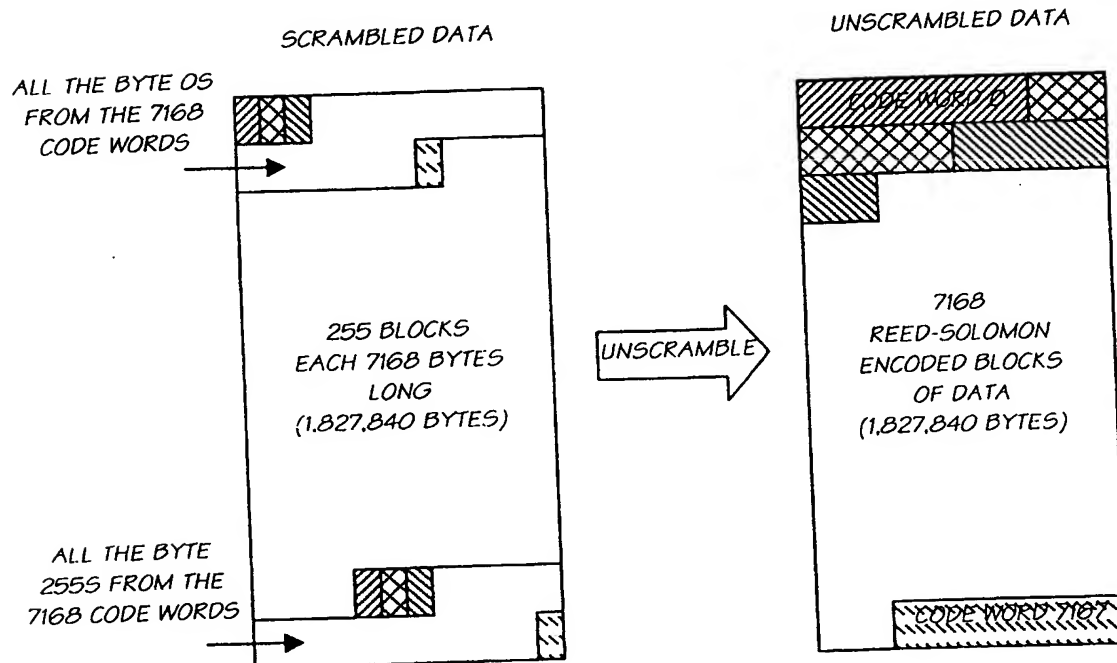 SCRAMBLED DATA
UNSCRAMBLED DATA
ALL THE BYTE 0S
FROM THE 7168
CODE WORDS
CODE WORD 0
255 BLOCKS
EACH 7168 BYTES
LONG
(1,827,840 BYTES)
UNSCRAMBLE
7168
REED-SOLOMON
ENCODED BLOCKS
OF DATA
(1,827,840 BYTES)
ALL THE BYTE
255S FROM THE
7168 CODE WORDS
CODE WORD 7167